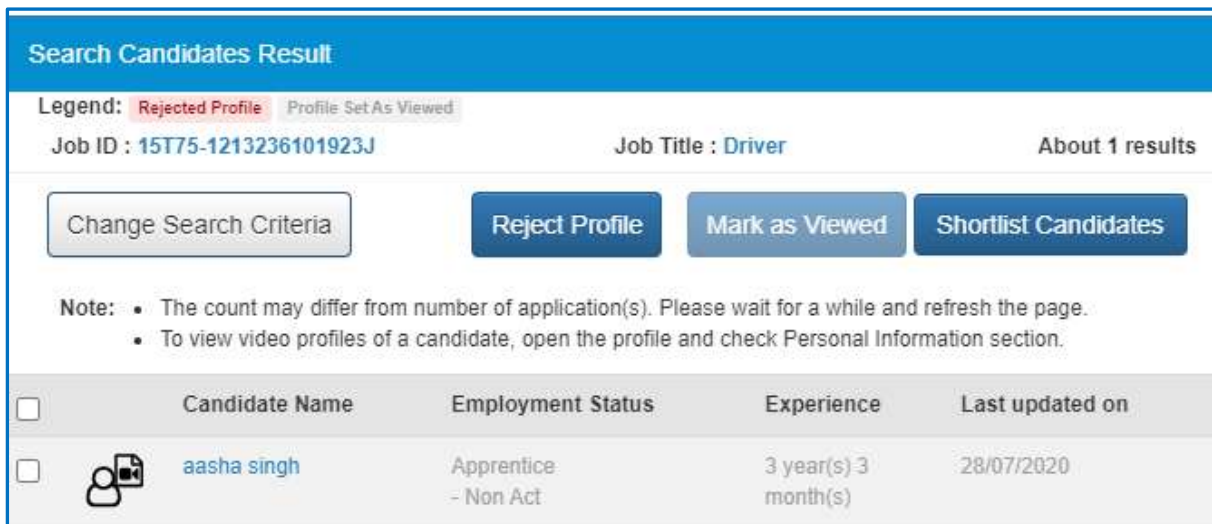 Search Candidates Result
Legend: Rejected Profile Profile Set As Viewed
Job ID : 15T75-1213236101923J Job Title : Driver About 1 results
Change Search Criteria Reject Profile Mark as Viewed Shortlist Candidates
Note: • The count may differ from number of application(s). Please wait for a while and refresh the page.
• To view video profiles of a candidate, open the profile and check Personal Information section.
Candidate Name Employment Status Experience Last updated on
aasha singh Apprentice 3 year(s) 3 28/07/2020
- Non Act month(s)